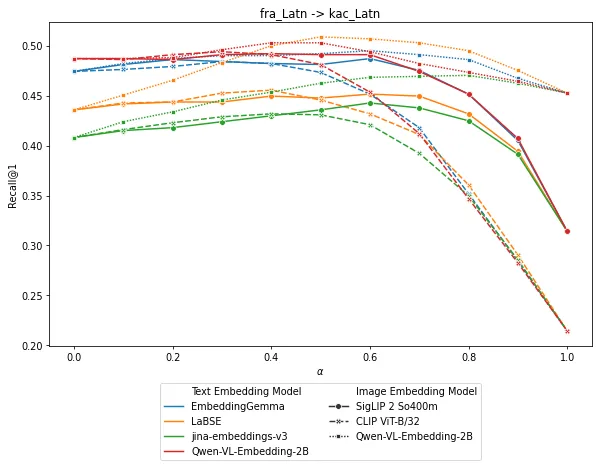 fra_Latn -> kac_Latn
0.50
0.45
0.40
0.35
0.30
0.25
0.20
Recall@1
0.0 0.2 0.4 0.6 0.8 1.0
α
Text Embedding Model Image Embedding Model
EmbeddingGemma SigLIP 2 So400m
LaBSE CLIP ViT-B/32
jina-embeddings-v3 Qwen-VL-Embedding-2B
Qwen-VL-Embedding-2B